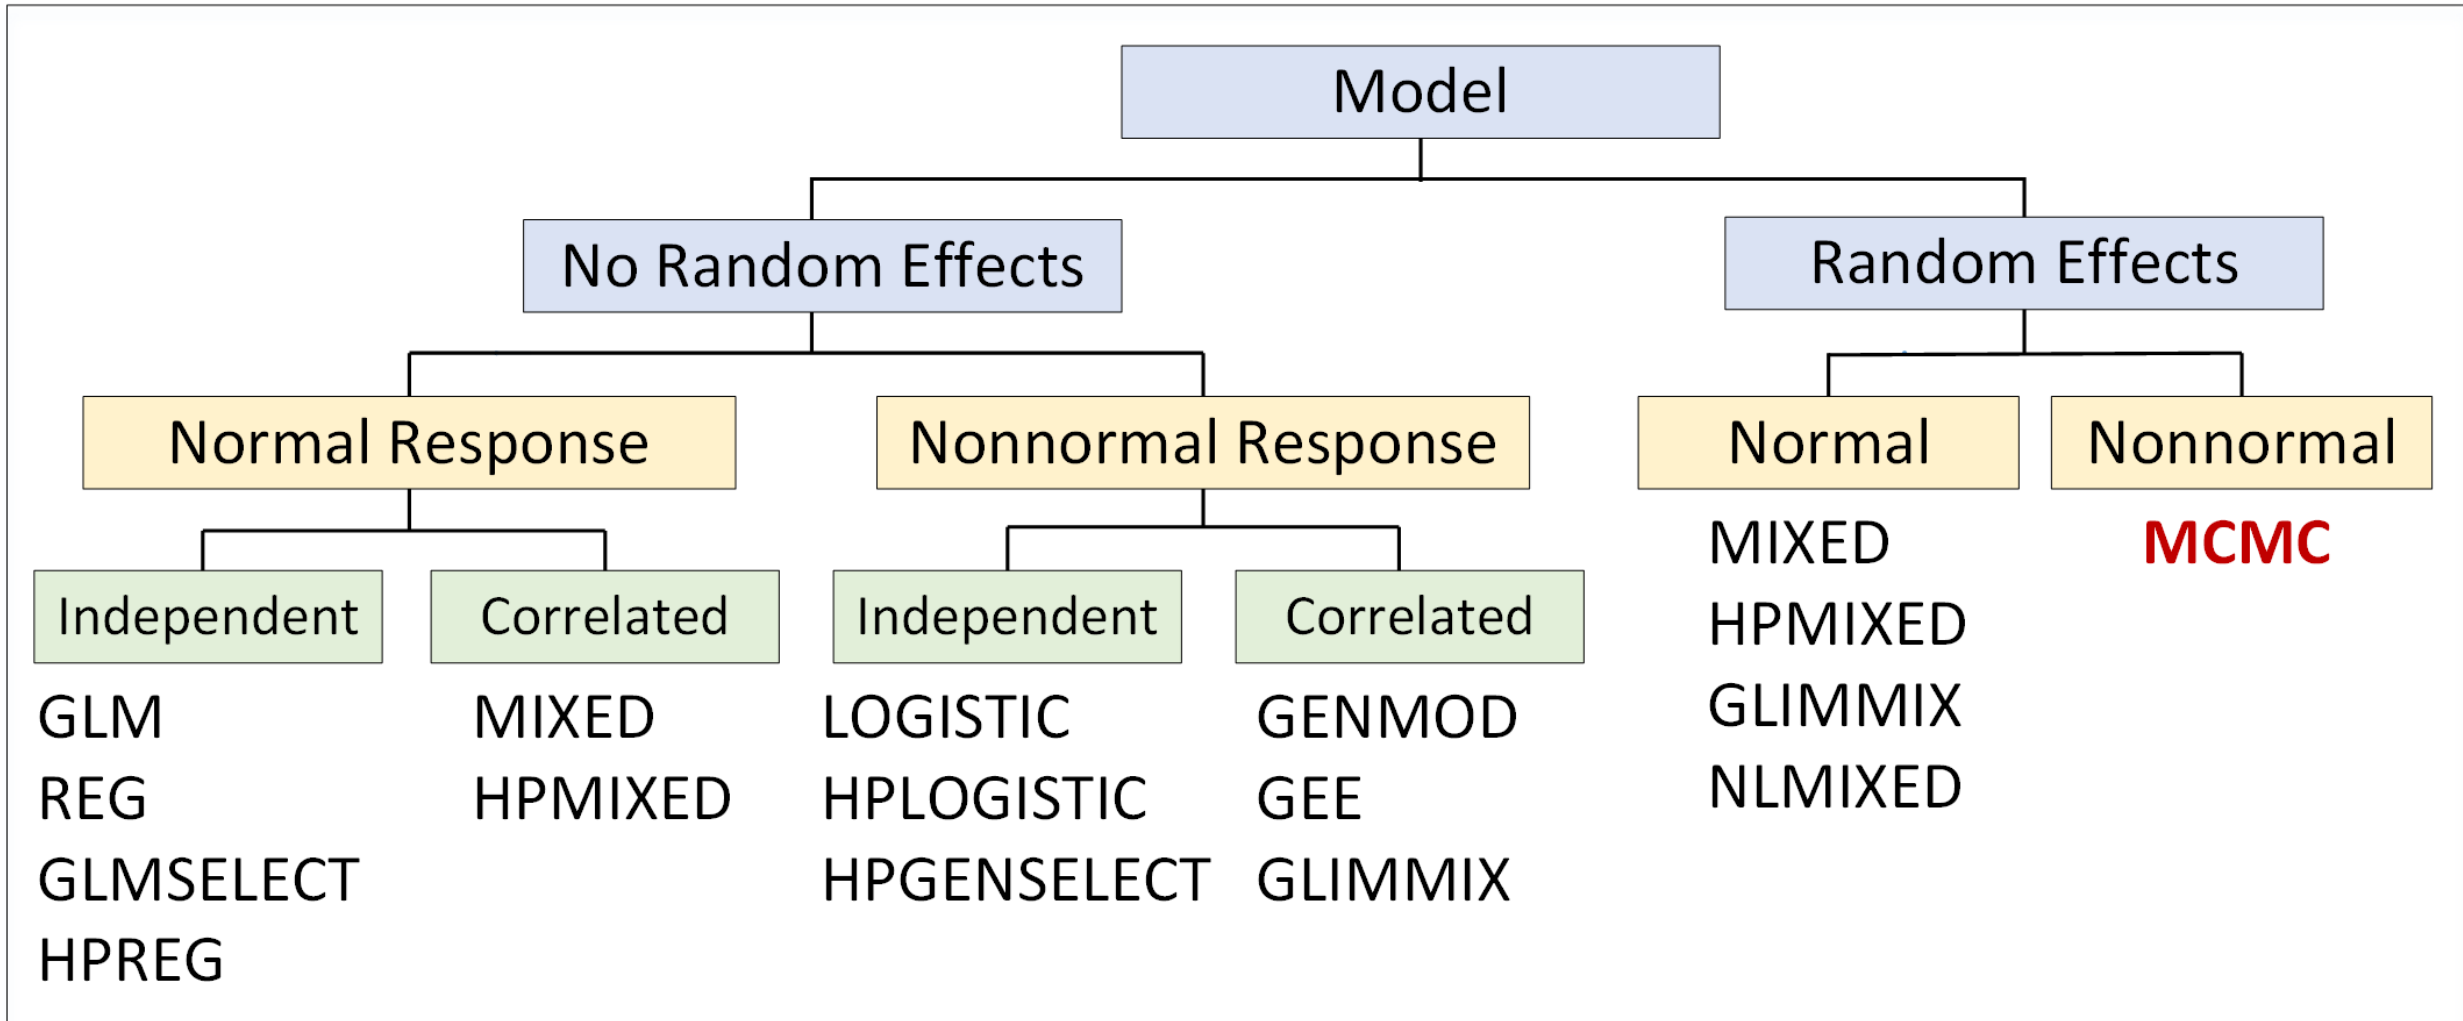 Model
No Random Effects
Random Effects
Normal Response
Nonnormal Response
Normal
Nonnormal
Independent
Correlated
Independent
Correlated
GLM
REG
GLMSELECT
HPREG
MIXED
HPMIXED
LOGISTIC
HPLOGISTIC
HPGENSELECT
GENMOD
GEE
GLIMMIX
MIXED
HPMIXED
GLIMMIX
NLMIXED
MCMC